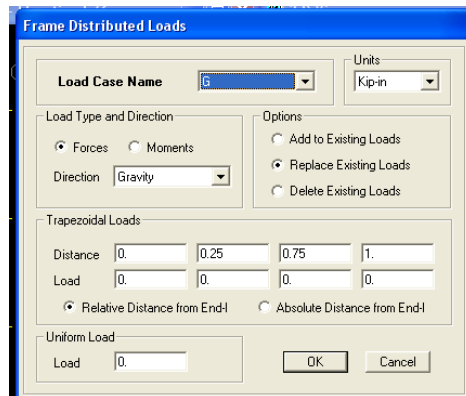 Frame Distributed Loads
Units
Load Case Name G Kip-in
Load Type and Direction Options
Forces Moments Add to Existing Loads
Direction Gravity Replace Existing Loads
Delete Existing Loads
Trapezoidal Loads
Distance 0. 0.25 0.75 1.
Load 0. 0. 0. 0.
Relative Distance from End-I Absolute Distance from End-I
Uniform Load
Load 0. OK Cancel